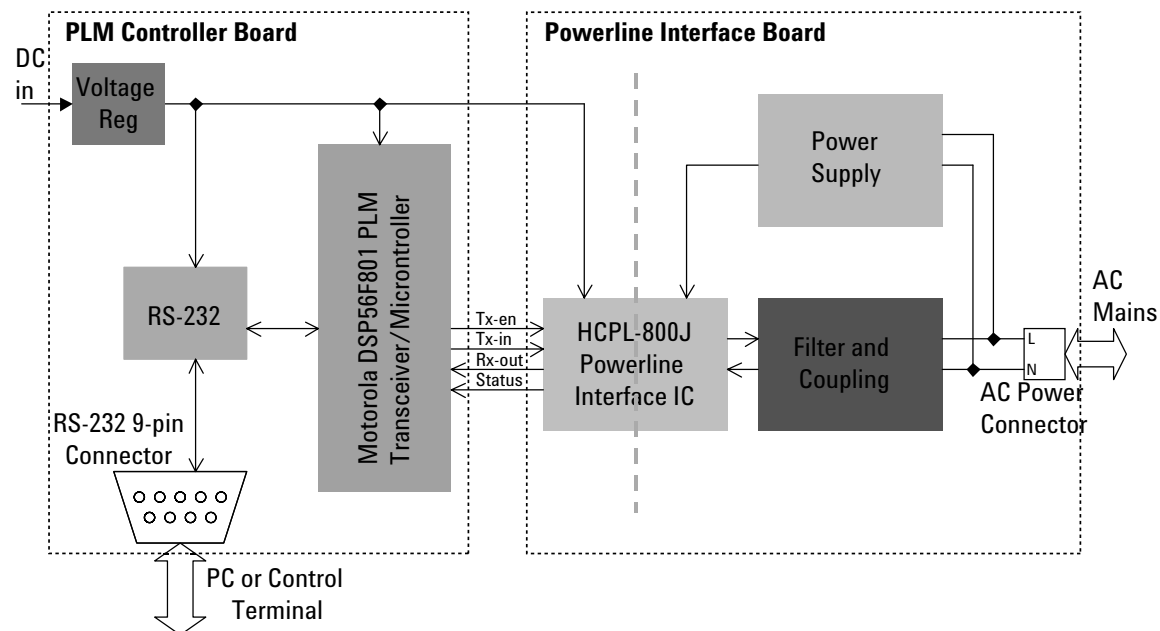 PLM Controller Board
Powerline Interface Board
DC
in
Voltage
Reg
Power
Supply
Motorola DSP56F801 PLM
Transceiver/Microntroller
RS-232
Tx-en
Tx-in
Rx-out
Status
HCPL-800J
Powerline
Interface IC
Filter and
Coupling
L
N
AC
Mains
AC Power
Connector
RS-232 9-pin
Connector
PC or Control
Terminal